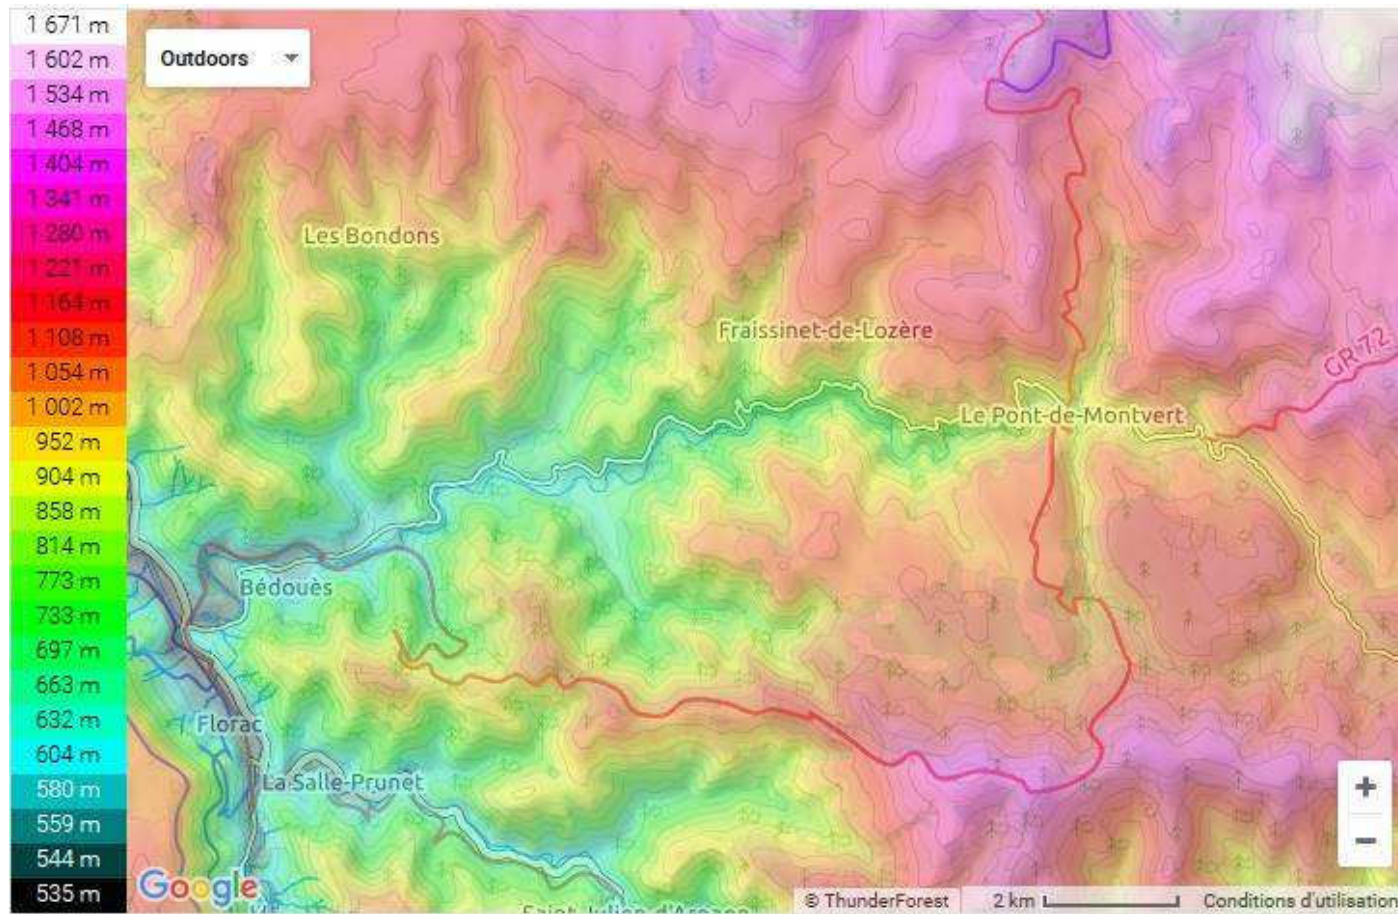 1 671 m
1 602 m
1 534 m
1 468 m
1 404 m
1 341 m
1 280 m
1 221 m
1 164 m
1 108 m
1 054 m
1 002 m
952 m
904 m
858 m
814 m
773 m
733 m
697 m
663 m
632 m
604 m
580 m
559 m
544 m
535 m
Outdoors
Les Bondons
Fraissinet-de-Lozère
GR 72
Le Pont-de-Montvert
Bédouès
Florac
La Salle-Prunet
Google
© ThunderForest
2 km
Conditions d'utilisation
+
−